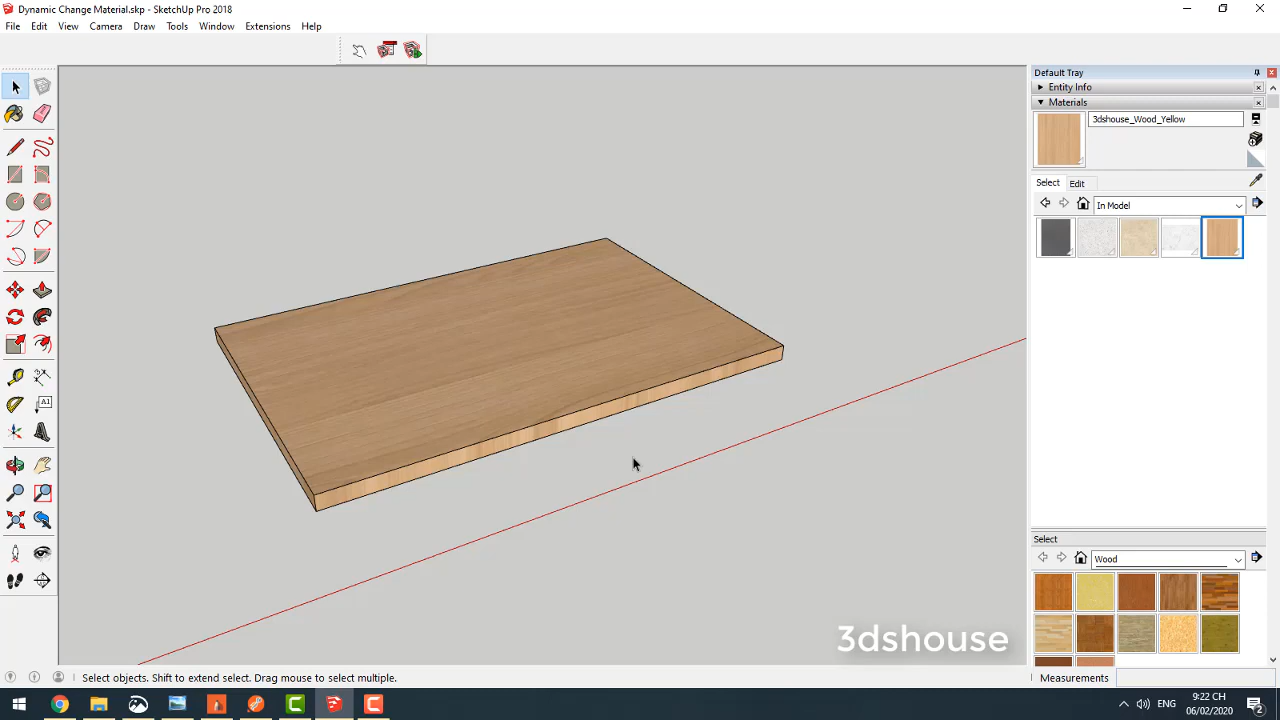 Dynamic Change Material.skp - SketchUp Pro 2018
File Edit View Camera Draw Tools Window Extensions Help
Default Tray
Entity Info
Materials
3dshouse_Wood_Yellow
Select Edit
In Model
A1
Select
Wood
3dshouse
Select objects. Shift to extend select. Drag mouse to select multiple.
Measurements
ENG
9:22 CH
06/02/2020
2